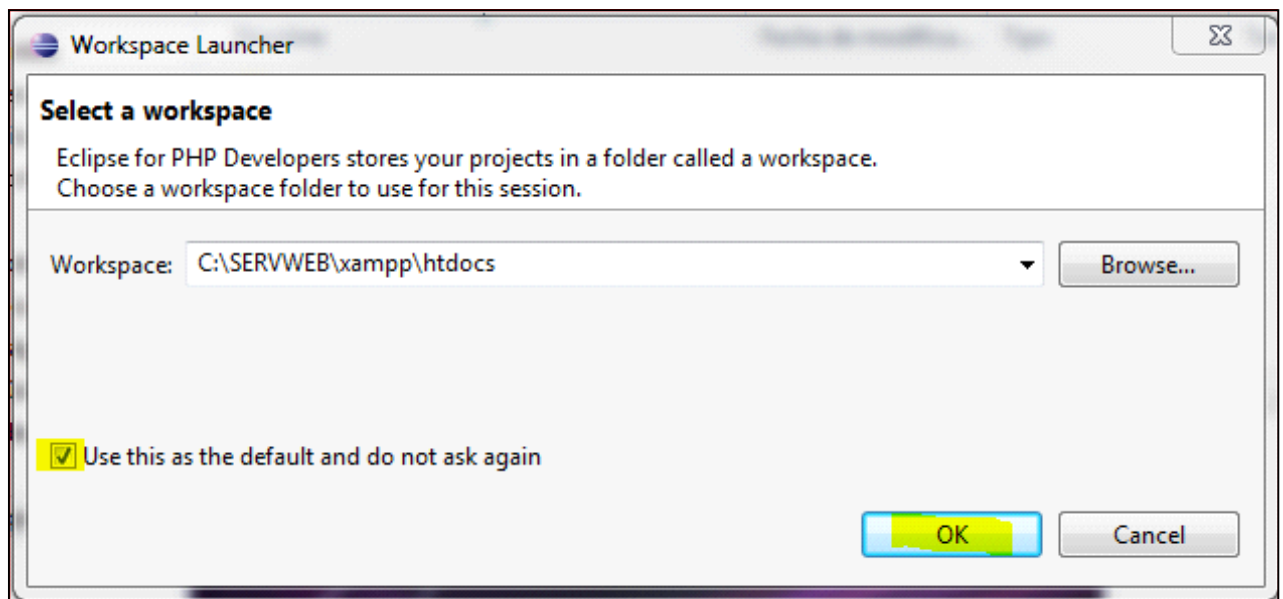 Workspace Launcher
Select a workspace
Eclipse for PHP Developers stores your projects in a folder called a workspace.
Choose a workspace folder to use for this session.
Workspace: C:\SERVWEB\xampp\htdocs Browse...
Use this as the default and do not ask again
OK Cancel